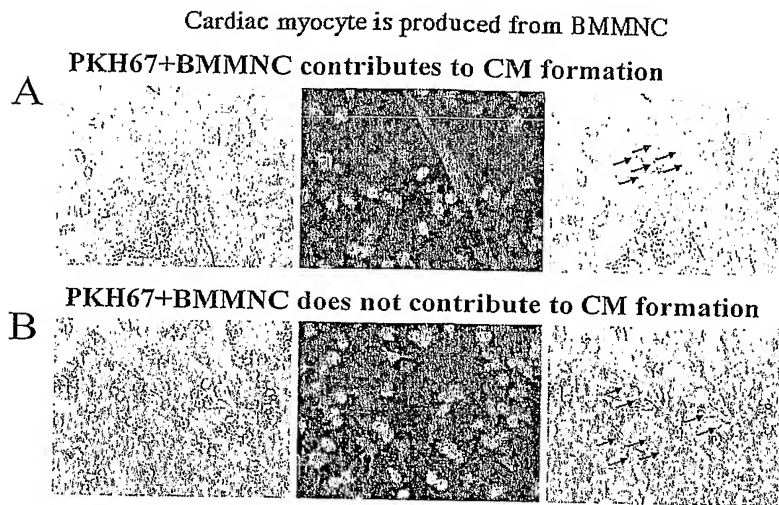 Cardiac myocyte is produced from BMMNC
PKH67+BMMNC contributes to CM formation
A
PKH67+BMMNC does not contribute to CM formation
B